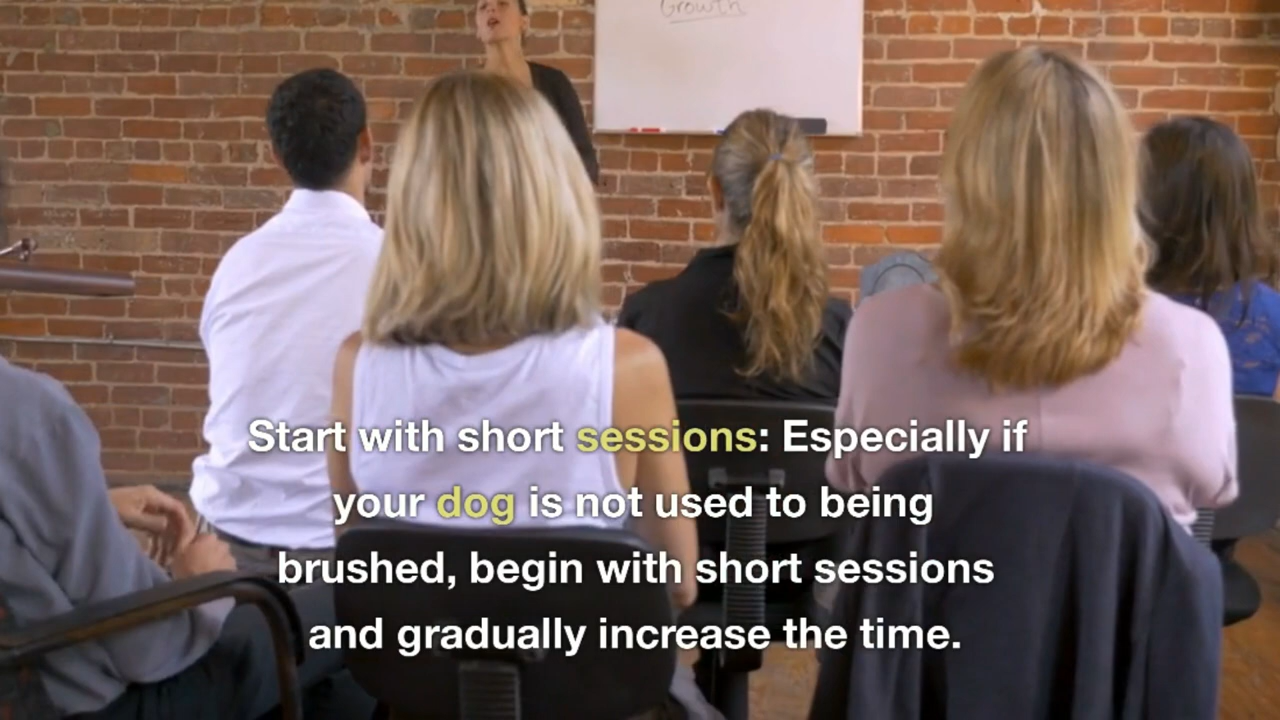 Growth
Start with short sessions: Especially if
your dog is not used to being
brushed, begin with short sessions
and gradually increase the time.